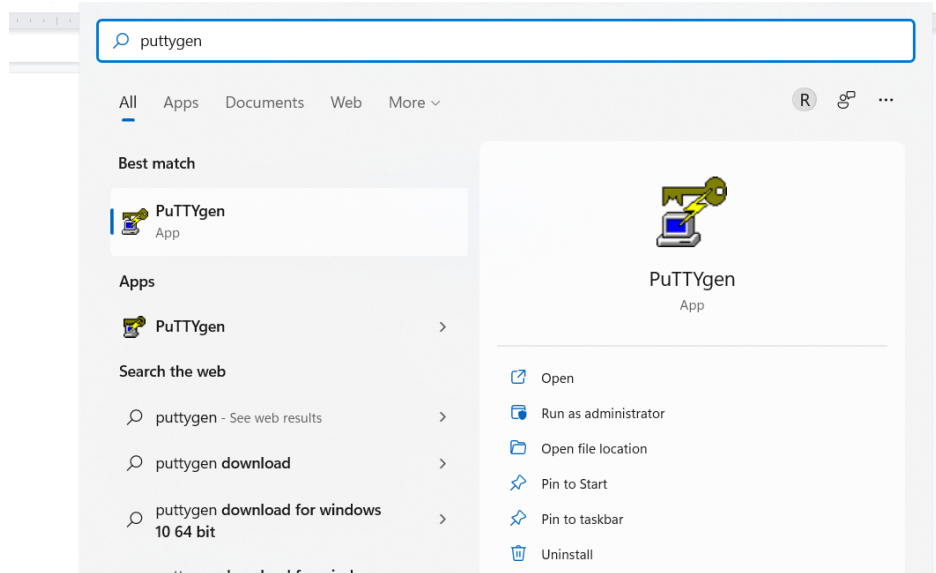 puttygen
All Apps Documents Web More
R
Best match
PuTTYgen
App
Apps
PuTTYgen
Search the web
puttygen - See web results
puttygen download
puttygen download for windows
10 64 bit
PuTTYgen
App
Open
Run as administrator
Open file location
Pin to Start
Pin to taskbar
Uninstall